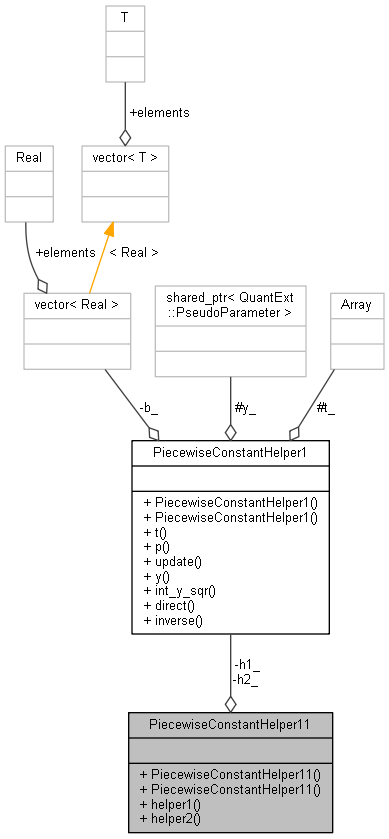 T
+elements
Real
vector< T >
+elements
< Real >
vector< Real >
shared_ptr< QuantExt
::PseudoParameter >
Array
-b_
#y_
#t_
PiecewiseConstantHelper1
+ PiecewiseConstantHelper1()
+ PiecewiseConstantHelper1()
+ t()
+ p()
+ update()
+ y()
+ int_y_sqr()
+ direct()
+ inverse()
-h1_
-h2_
PiecewiseConstantHelper11
+ PiecewiseConstantHelper11()
+ PiecewiseConstantHelper11()
+ helper1()
+ helper2()